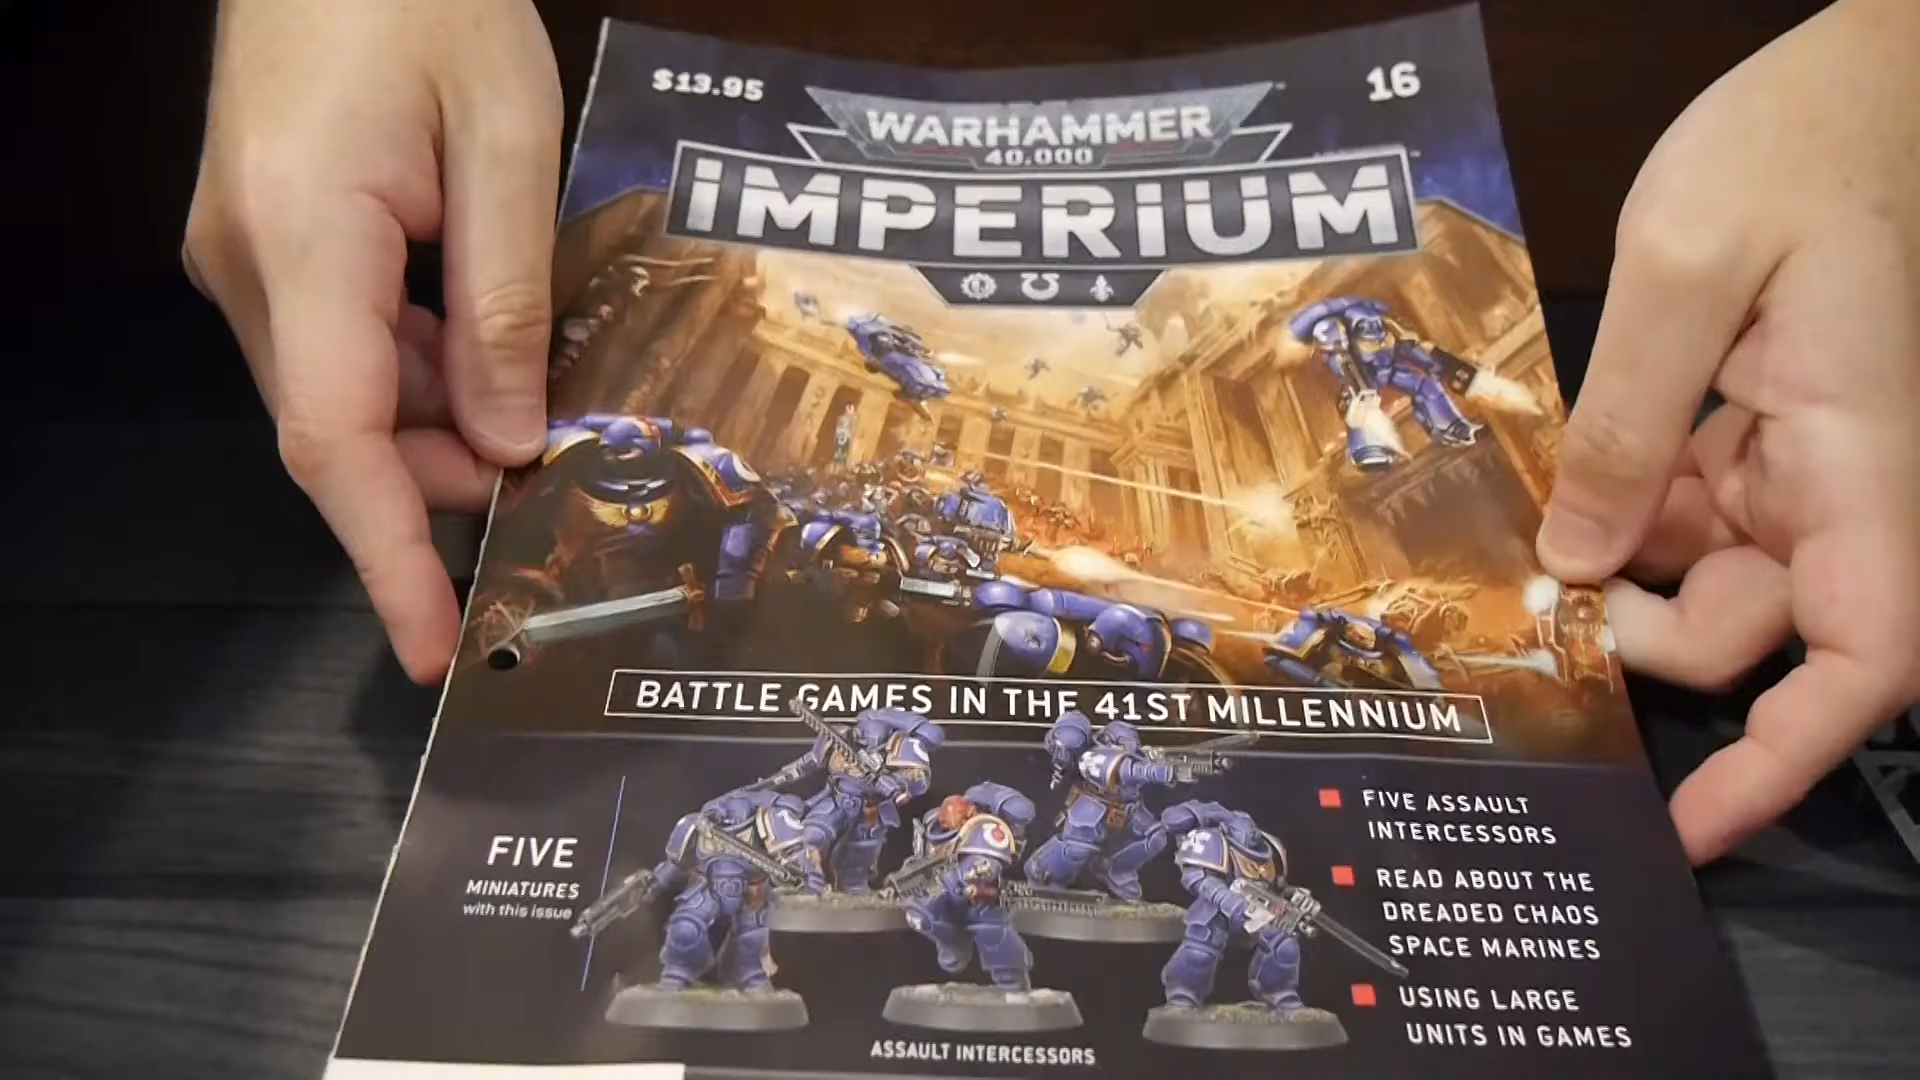 $13.95
16
WARHAMMER
40,000
IMPERIUM
BATTLE GAMES IN THE 41ST MILLENNIUM
FIVE
MINIATURES
with this issue
FIVE ASSAULT
INTERCESSORS
READ ABOUT THE
DREADED CHAOS
SPACE MARINES
USING LARGE
UNITS IN GAMES
ASSAULT INTERCESSORS